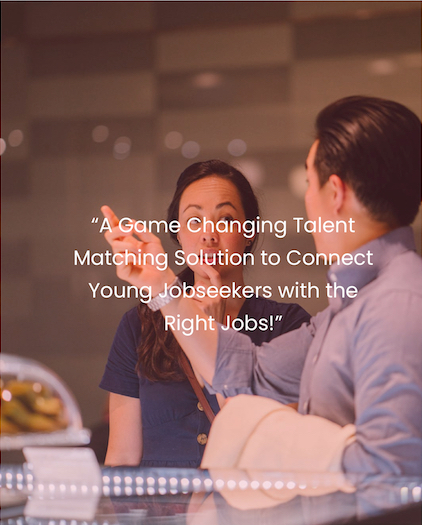 “A Game Changing Talent
Matching Solution to Connect
Young Jobseekers with the
Right Jobs!”